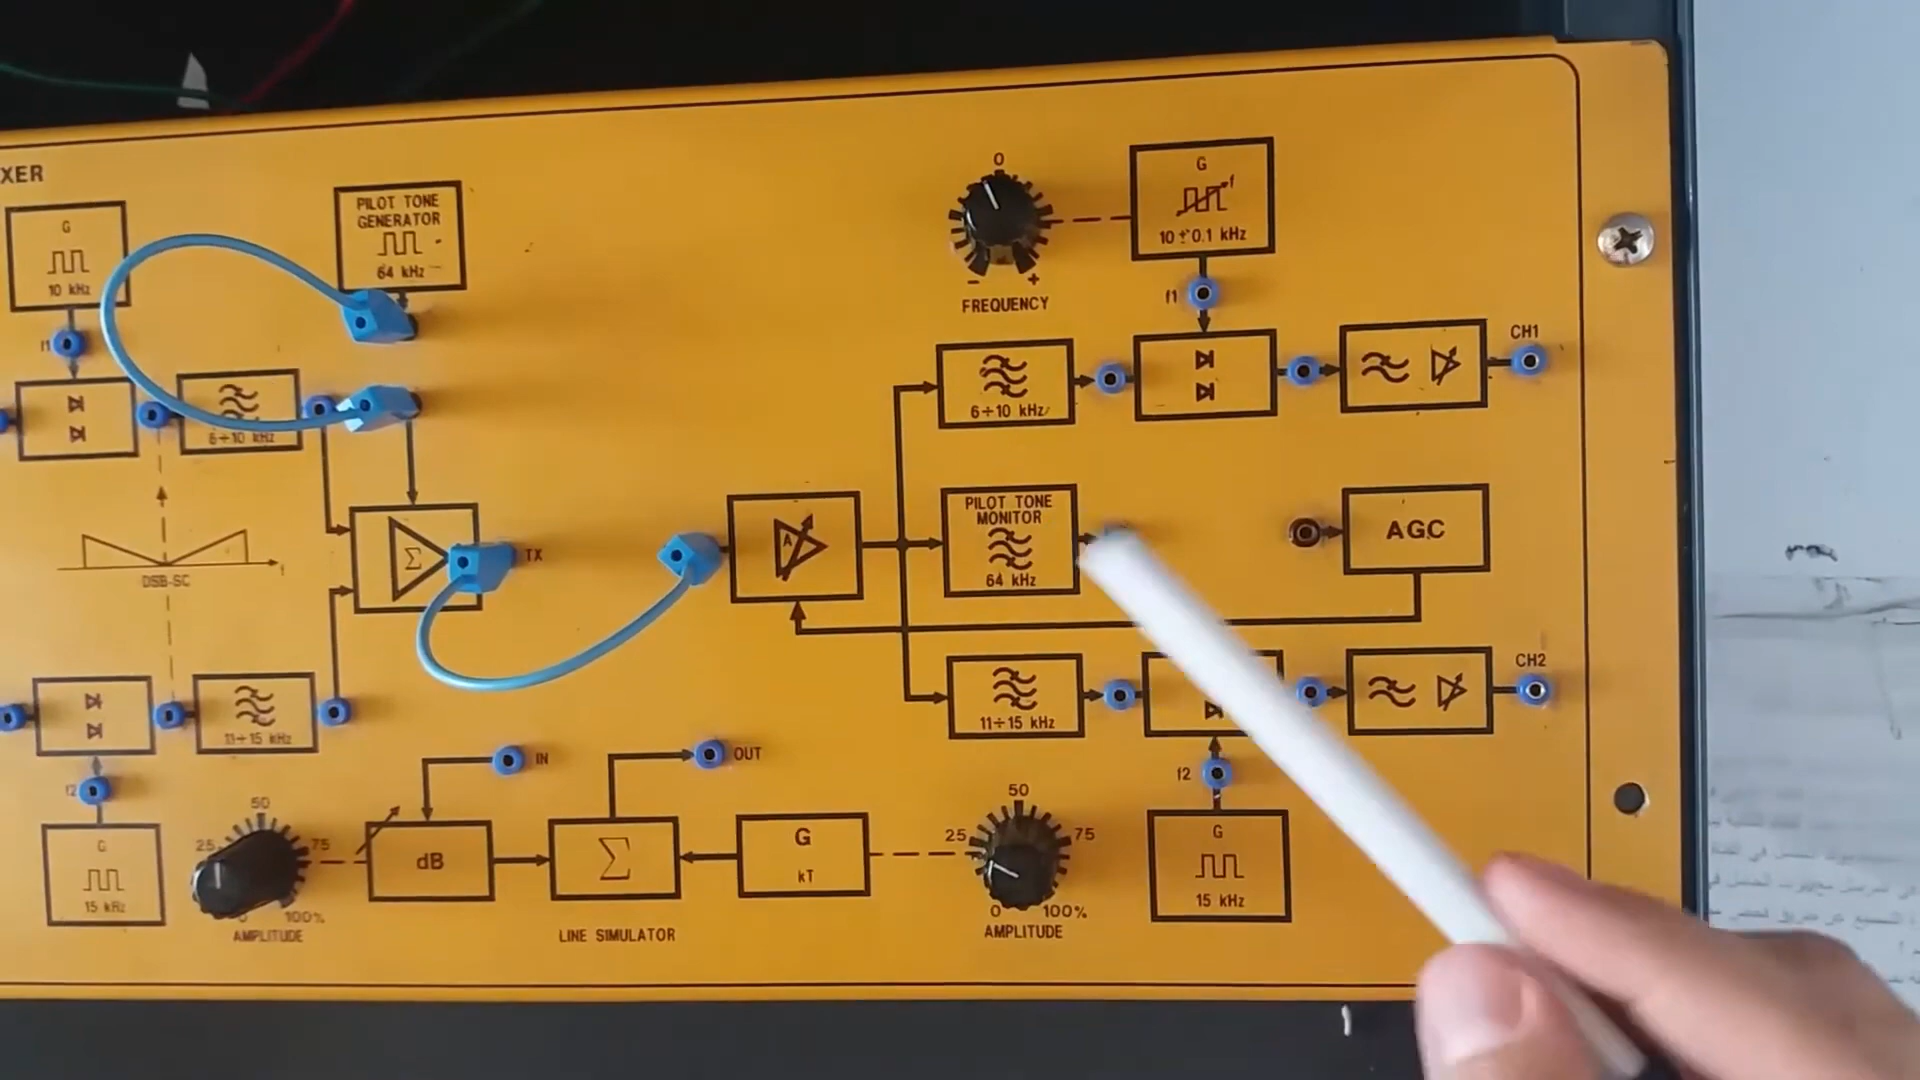 XER
G
10 kHz
PILOT TONE
GENERATOR
64 kHz
f1
6÷10 kHz
DSB-SC
f
Σ
TX
11÷15 kHz
f2
G
15 kHz
50
25
75
0
100%
AMPLITUDE
dB
IN
Σ
OUT
LINE SIMULATOR
G
kT
50
25
75
0
100%
AMPLITUDE
A
0
-
+
FREQUENCY
G
f
10±0.1 kHz
f1
6÷10 kHz
CH1
PILOT TONE
MONITOR
64 kHz
AGC
11÷15 kHz
CH2
f2
G
15 kHz